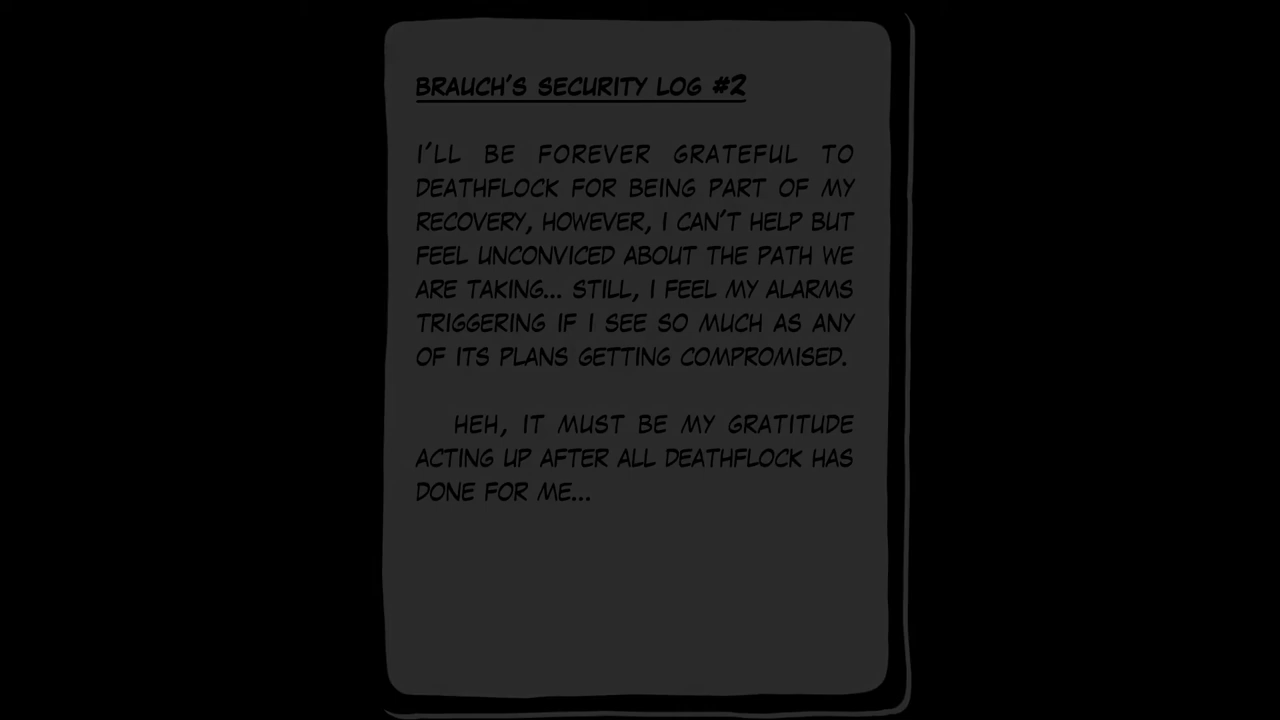 BRAUCH'S SECURITY LOG #2
I'LL BE FOREVER GRATEFUL TO
DEATHFLOCK FOR BEING PART OF MY
RECOVERY, HOWEVER, I CAN'T HELP BUT
FEEL UNCONVICED ABOUT THE PATH WE
ARE TAKING... STILL, I FEEL MY ALARMS
TRIGGERING IF I SEE SO MUCH AS ANY
OF ITS PLANS GETTING COMPROMISED.
HEH, IT MUST BE MY GRATITUDE
ACTING UP AFTER ALL DEATHFLOCK HAS
DONE FOR ME...